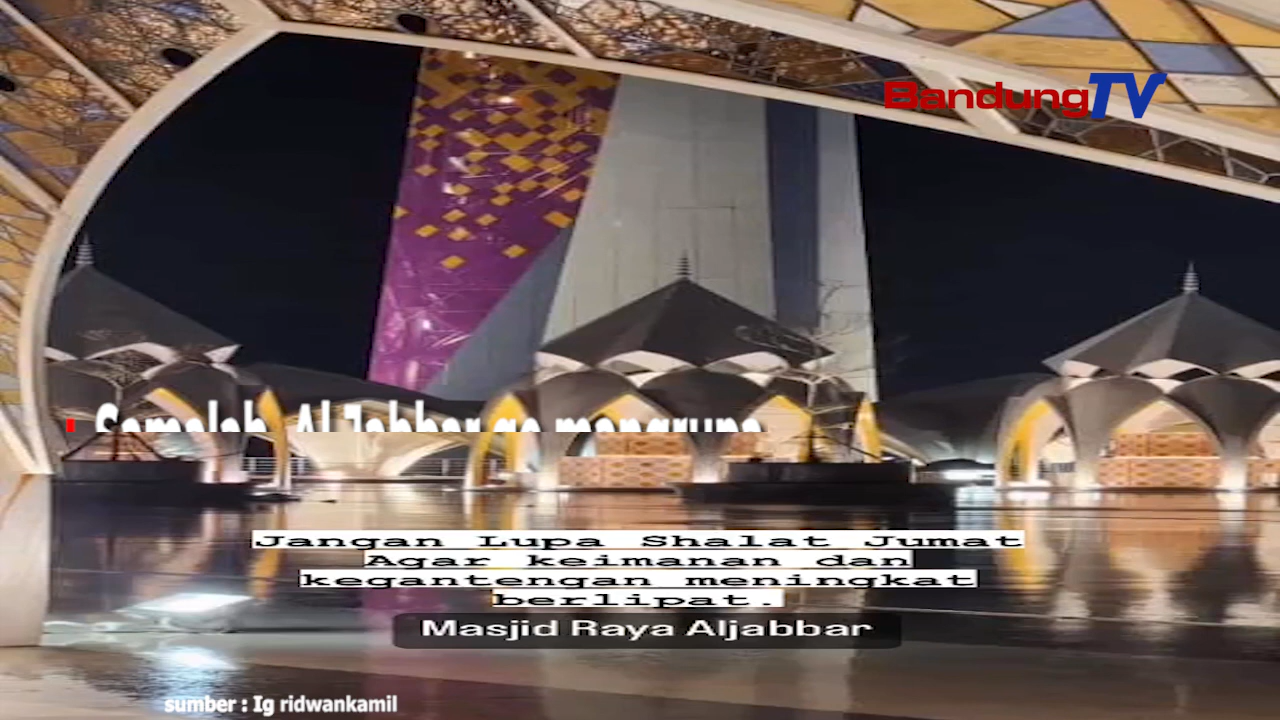 BandungTV
Jangan Lupa Shalat Jumat
Agar keimanan dan
kegantengan meningkat
berlipat.
Masjid Raya Aljabbar
sumber : Ig ridwankamil